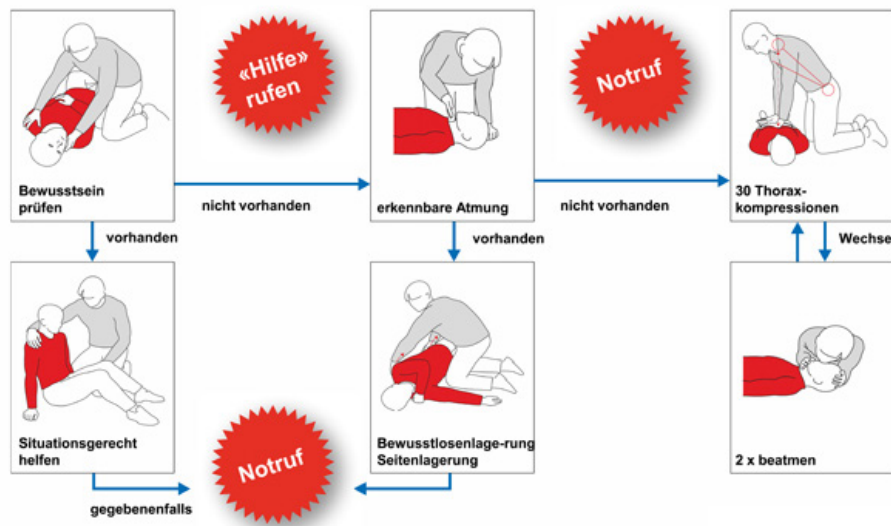 «Hilfe»
rufen
Notruf
Bewusstsein
prüfen
nicht vorhanden
erkennbare Atmung
nicht vorhanden
30 Thorax-
kompressionen
vorhanden
vorhanden
Wechsel
Situationsgerecht
helfen
Notruf
Bewusstlosenlage-rung
Seitenlagerung
2 x beatmen
gegebenenfalls